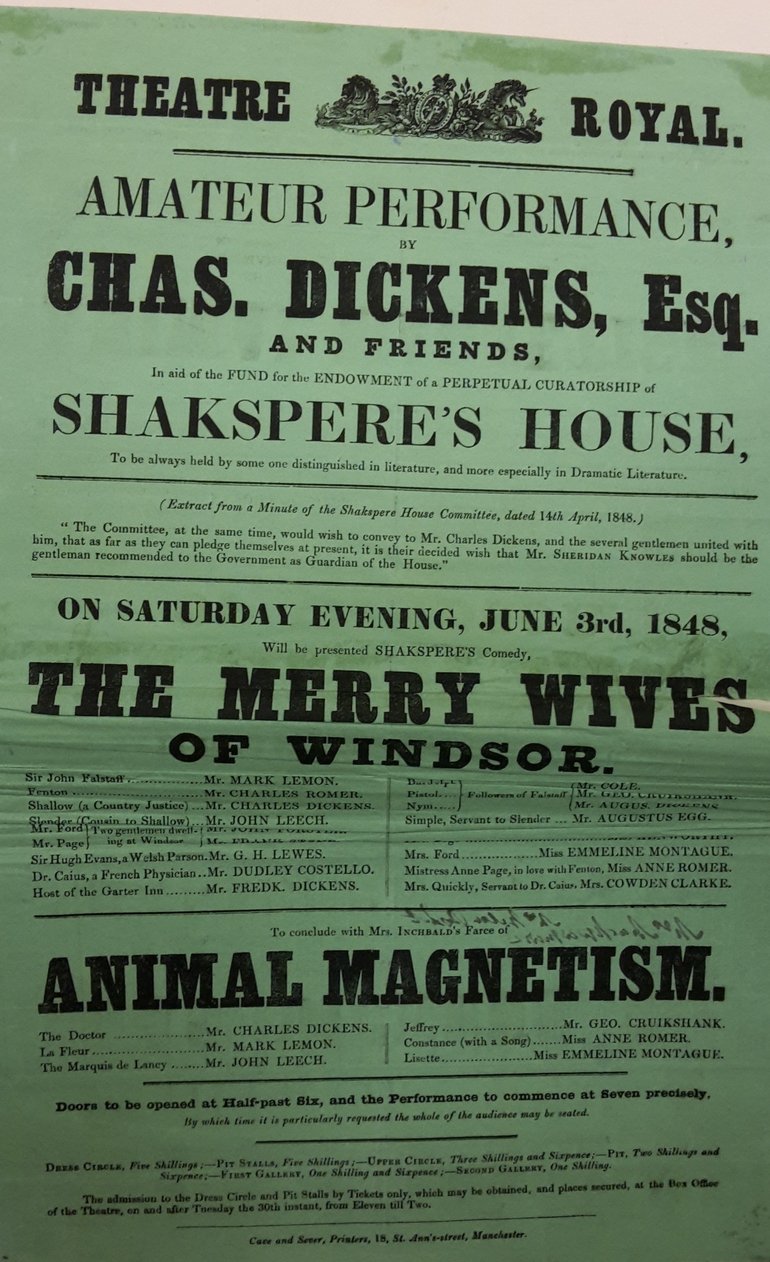 THEATRE ROYAL.
AMATEUR PERFORMANCE,
BY
CHAS. DICKENS, Esq.
AND FRIENDS,
In aid of the FUND for the ENDOWMENT of a PERPETUAL CURATORSHIP of
SHAKSPERE'S HOUSE,
To be always held by some one distinguished in literature, and more especially in Dramatic Literature.
(Extract from a Minute of the Shakspere House Committee, dated 14th April, 1848.)
" The Committee, at the same time, would wish to convey to Mr. Charles Dickens, and the several gentlemen united with
him, that as far as they can pledge themselves at present, it is their decided wish that Mr. SHERIDAN KNOWLES should be the
gentleman recommended to the Government as Guardian of the House."
ON SATURDAY EVENING, JUNE 3rd, 1848,
Will be presented SHAKSPERE'S Comedy,
THE MERRY WIVES
OF WINDSOR.
Sir John Falstaff ............... Mr. MARK LEMON.
Fenton ............... Mr. CHARLES ROMER.
Shallow (a Country Justice) ... Mr. CHARLES DICKENS.
Slender (Cousin to Shallow) ... Mr. JOHN LEECH.
Mr. Ford } Two gentlemen dwell- { Mr. JOHN
Mr. Page } ing at Windsor { Mr. FRANK
Sir Hugh Evans, a Welsh Parson. Mr. G. H. LEWES.
Dr. Caius, a French Physician .. Mr. DUDLEY COSTELLO.
Host of the Garter Inn ......... Mr. FREDK. DICKENS.
{ Mr. COLE.
Pistol.... } Followers of Falstaff { Mr. GEO. CRUIKSHANK.
Nym..... } { Mr. AUGUS. DICKENS
Simple, Servant to Slender ... Mr. AUGUSTUS EGG.
Mrs. Ford ............... Miss EMMELINE MONTAGUE.
Mistress Anne Page, in love with Fenton, Miss ANNE ROMER.
Mrs. Quickly, Servant to Dr. Caius, Mrs. COWDEN CLARKE.
To conclude with Mrs. INCHBALD'S Farce of
ANIMAL MAGNETISM.
The Doctor .................. Mr. CHARLES DICKENS.
La Fleur ...................... Mr. MARK LEMON.
The Marquis de Lancy ....... Mr. JOHN LEECH.
Jeffrey ........................... Mr. GEO. CRUIKSHANK.
Constance (with a Song) ...... Miss ANNE ROMER.
Lisette ..................... Miss EMMELINE MONTAGUE.
Doors to be opened at Half-past Six, and the Performance to commence at Seven precisely,
By which time it is particularly requested the whole of the audience may be seated.
DRESS CIRCLE, Five Shillings;—PIT STALLS, Five Shillings;—UPPER CIRCLE, Three Shillings and Sixpence;—PIT, Two Shillings and
Sixpence;—FIRST GALLERY, One Shilling and Sixpence;—SECOND GALLERY, One Shilling.
The admission to the Dress Circle and Pit Stalls by Tickets only, which may be obtained, and places secured, at the Box Office
of the Theatre, on and after Tuesday the 30th instant, from Eleven till Two.
Cave and Sever, Printers, 18, St. Ann's-street, Manchester.